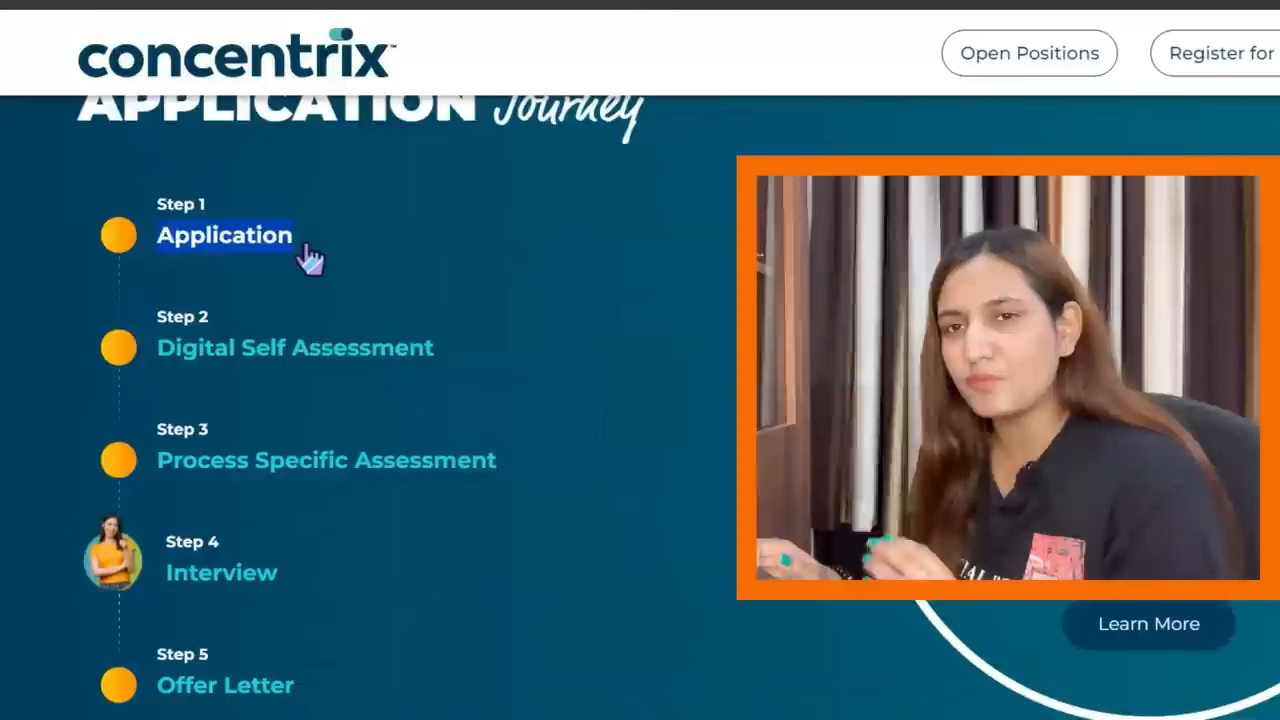 concentrix™
Open Positions
Register for
APPLICATION Journey
Step 1
Application
Step 2
Digital Self Assessment
Step 3
Process Specific Assessment
Step 4
Interview
Step 5
Offer Letter
Learn More